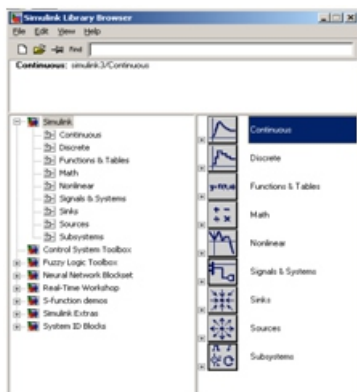 Simulink Library Browser
File Edit View Help
Find
Continuous: simulink3/Continuous
Simulink
Continuous
Discrete
Functions & Tables
Math
Nonlinear
Signals & Systems
Sinks
Sources
Subsystems
Control System Toolbox
Fuzzy Logic Toolbox
Neural Network Blockset
Real-Time Workshop
S-function demos
Simulink Extras
System ID Blocks
Continuous
Discrete
Functions & Tables
Math
Nonlinear
Signals & Systems
Sinks
Sources
Subsystems